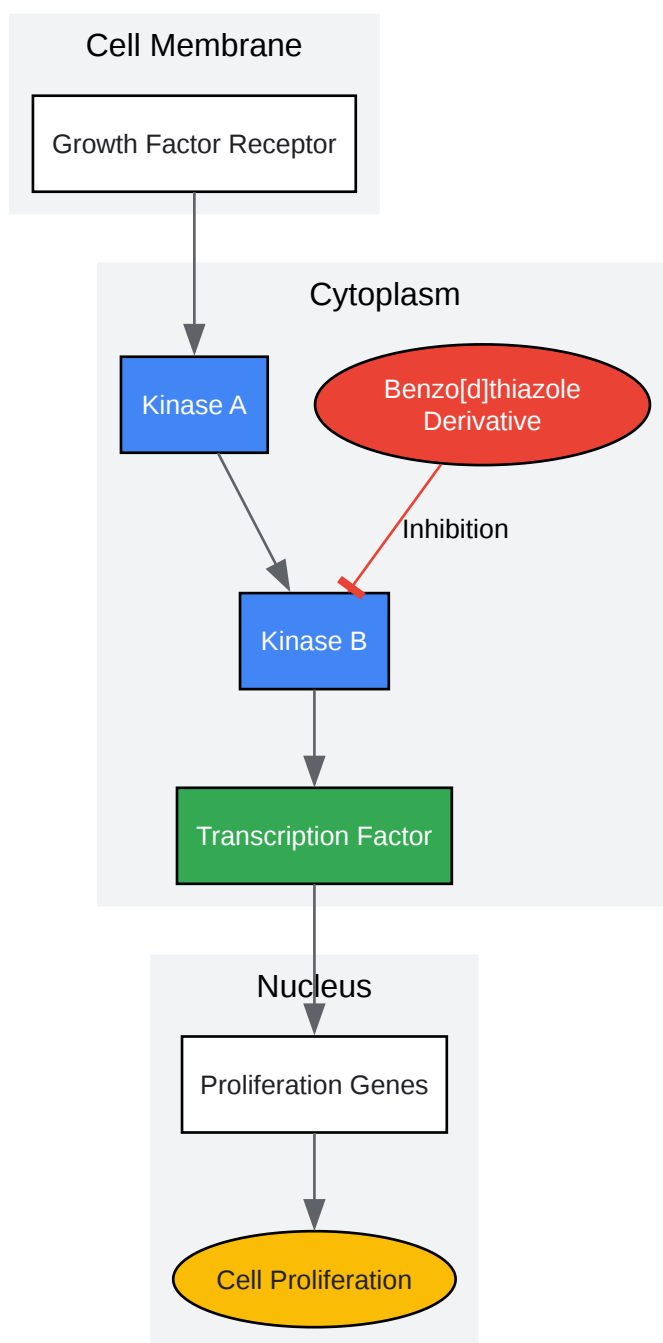 Cell Membrane
Growth Factor Receptor
Cytoplasm
Kinase A
Benzo[d]thiazole
Derivative
Inhibition
Kinase B
Transcription Factor
Nucleus
Proliferation Genes
Cell Proliferation